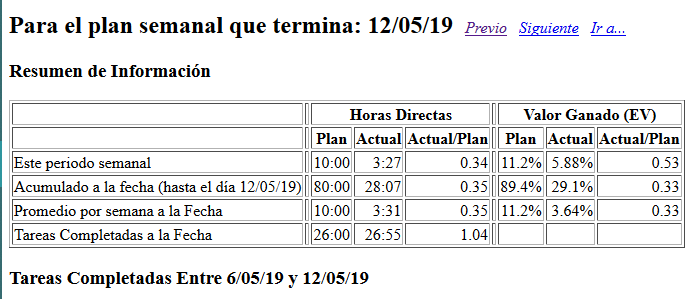 Para el plan semanal que termina: 12/05/19 Previo Siguiente Ir a...
Resumen de Información
Horas Directas Valor Ganado (EV)
Plan Actual Actual/Plan Plan Actual Actual/Plan
Este periodo semanal 10:00 3:27 0.34 11.2% 5.88% 0.53
Acumulado a la fecha (hasta el día 12/05/19) 80:00 28:07 0.35 89.4% 29.1% 0.33
Promedio por semana a la Fecha 10:00 3:31 0.35 11.2% 3.64% 0.33
Tareas Completadas a la Fecha 26:00 26:55 1.04
Tareas Completadas Entre 6/05/19 y 12/05/19